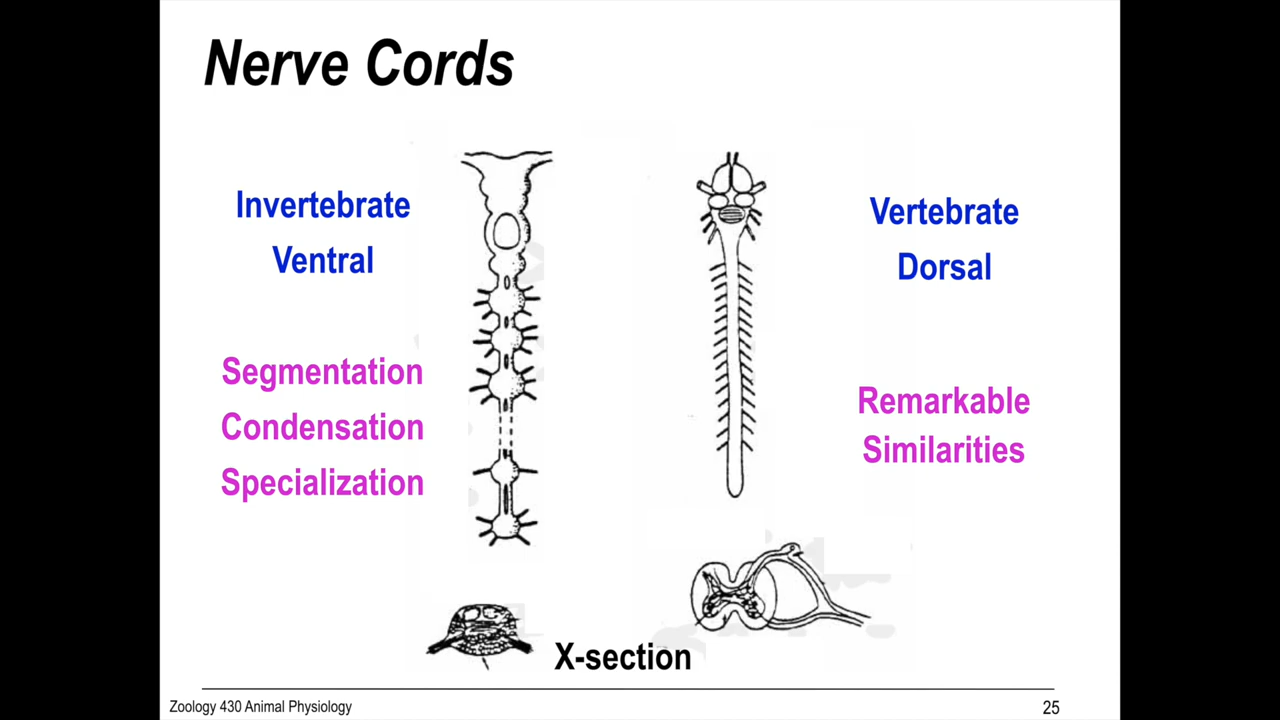 Nerve Cords
Invertebrate
Ventral
Segmentation
Condensation
Specialization
Vertebrate
Dorsal
Remarkable
Similarities
X-section
Zoology 430 Animal Physiology
25